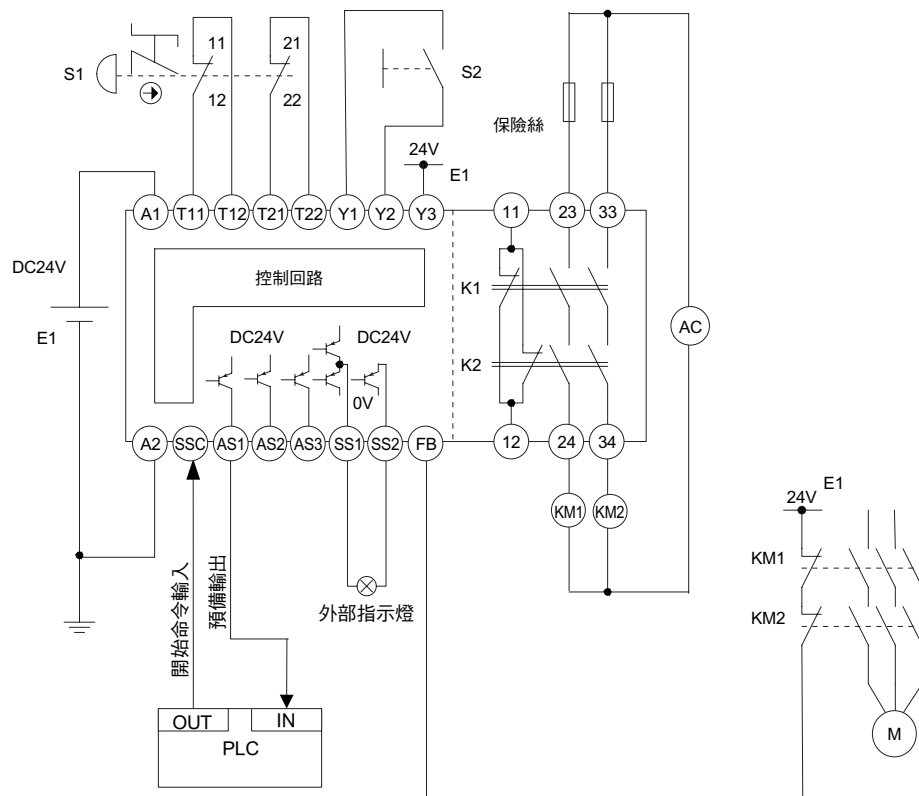 11 21
S1
12 22
S2
保險絲
24V
E1
A1 T11 T12 T21 T22 Y1 Y2 Y3 11 23 33
DC24V
控制回路
K1
E1
DC24V DC24V
AC
K2
0V
A2 SSC AS1 AS2 AS3 SS1 SS2 FB 12 24 34
KM1 KM2
E1
24V
開始命令輸入
預備輸出
外部指示燈
KM1
KM2
OUT IN
PLC
M